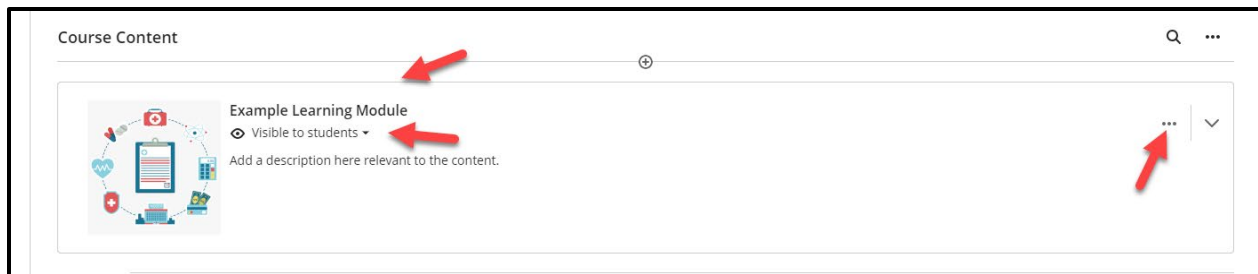 Course Content
Example Learning Module
Visible to students
Add a description here relevant to the content.